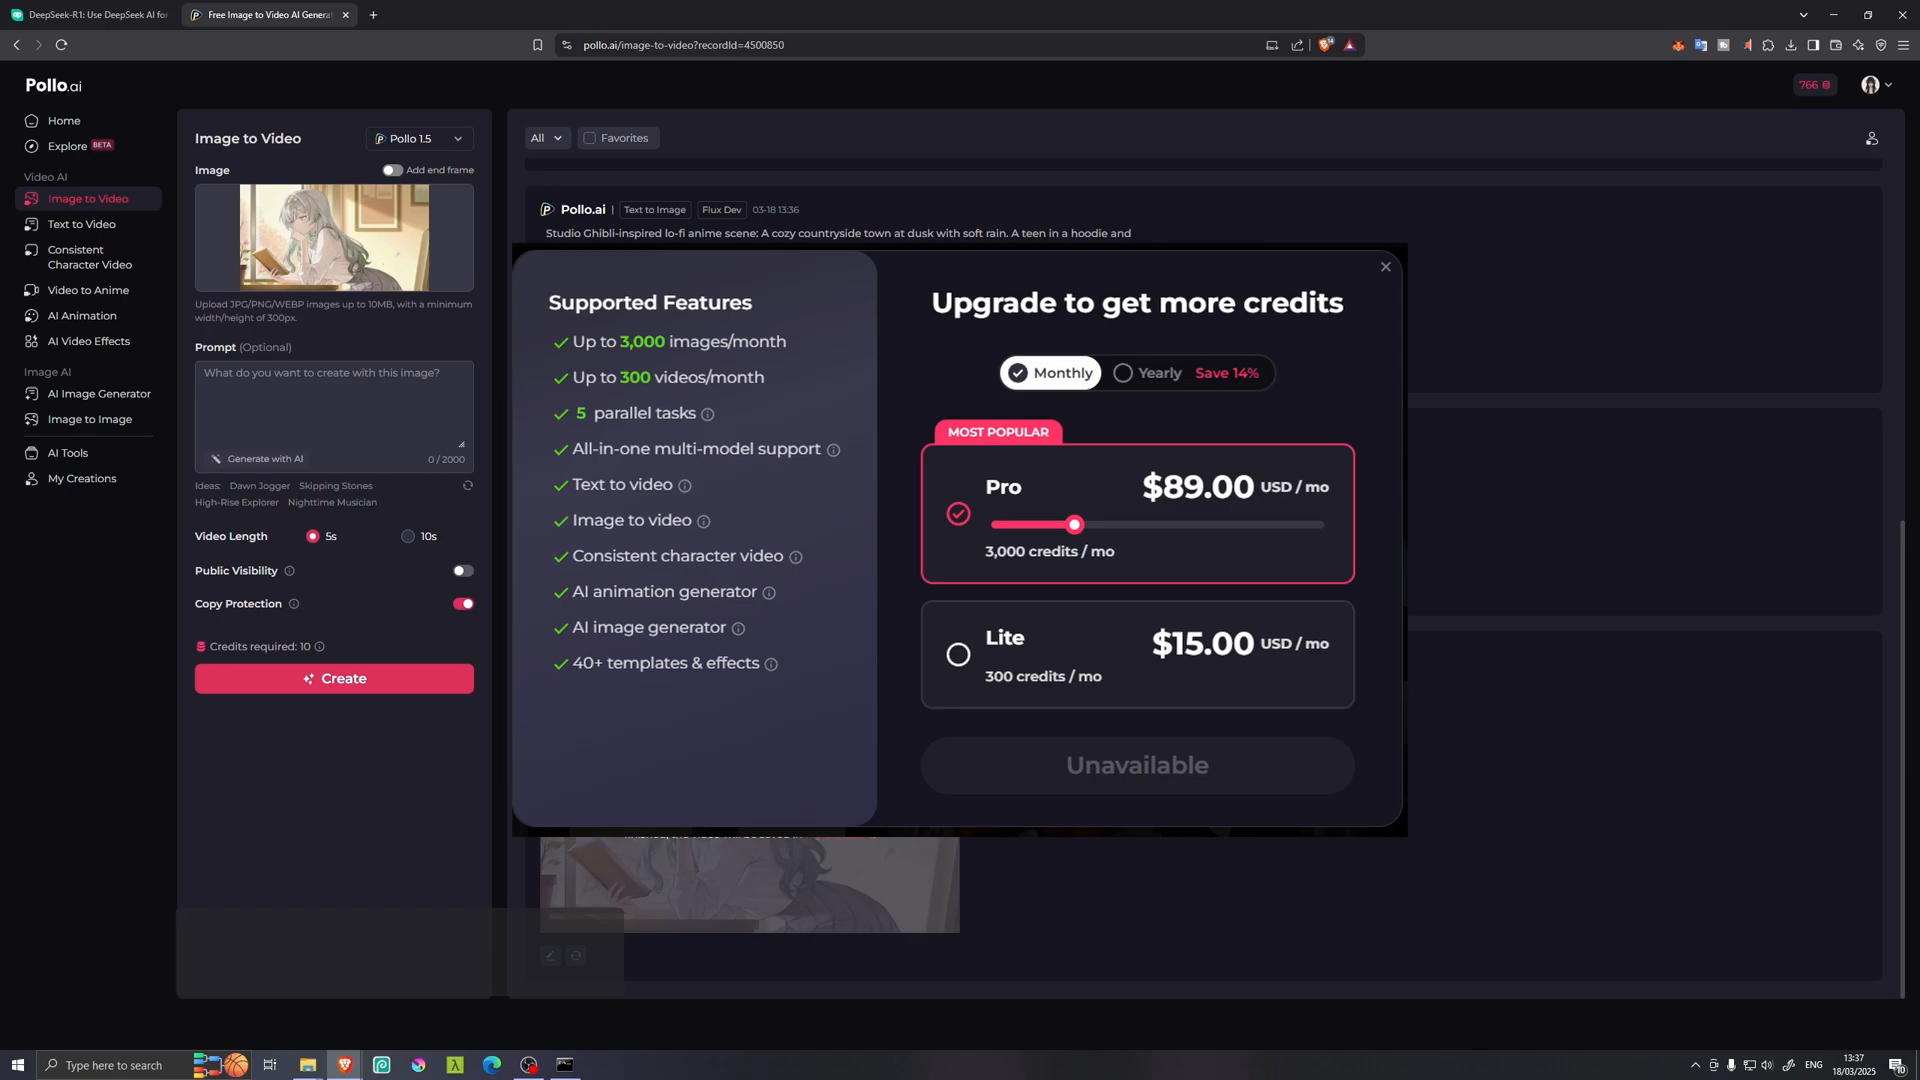 DeepSeek-R1: Use DeepSeek AI for
Free Image to Video AI Genera
pollo.ai/image-to-video?recordId=4500850
Pollo.ai
766
Home
Explore BETA
Video AI
Image to Video
Text to Video
Consistent
Character Video
Video to Anime
AI Animation
AI Video Effects
Image AI
AI Image Generator
Image to Image
AI Tools
My Creations
Image to Video
Pollo 1.5
Image
Add end frame
Upload JPG/PNG/WEBP images up to 10MB, with a minimum
width/height of 300px.
Prompt (Optional)
What do you want to create with this image?
Generate with AI
0 / 2000
Ideas: Dawn Jogger Skipping Stones
High-Rise Explorer Nighttime Musician
Video Length
5s
10s
Public Visibility
Copy Protection
Credits required: 10
Create
All
Favorites
Pollo.ai | Text to Image Flux Dev 03-18 13:36
Studio Ghibli-inspired lo-fi anime scene: A cozy countryside town at dusk with soft rain. A teen in a hoodie and
Supported Features
Up to 3,000 images/month
Up to 300 videos/month
5 parallel tasks
All-in-one multi-model support
Text to video
Image to video
Consistent character video
AI animation generator
AI image generator
40+ templates & effects
Upgrade to get more credits
Monthly
Yearly Save 14%
MOST POPULAR
Pro
$89.00 USD / mo
3,000 credits / mo
Lite
$15.00 USD / mo
300 credits / mo
Unavailable
Type here to search
ENG
13:37
18/03/2025